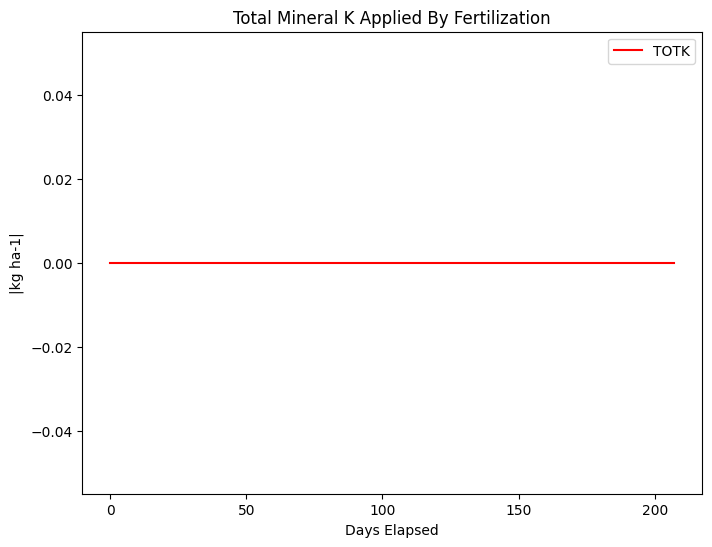 Total Mineral K Applied By Fertilization
TOTK
0.04
0.02
0.00
−0.02
−0.04
|kg ha-1|
0 50 100 150 200
Days Elapsed